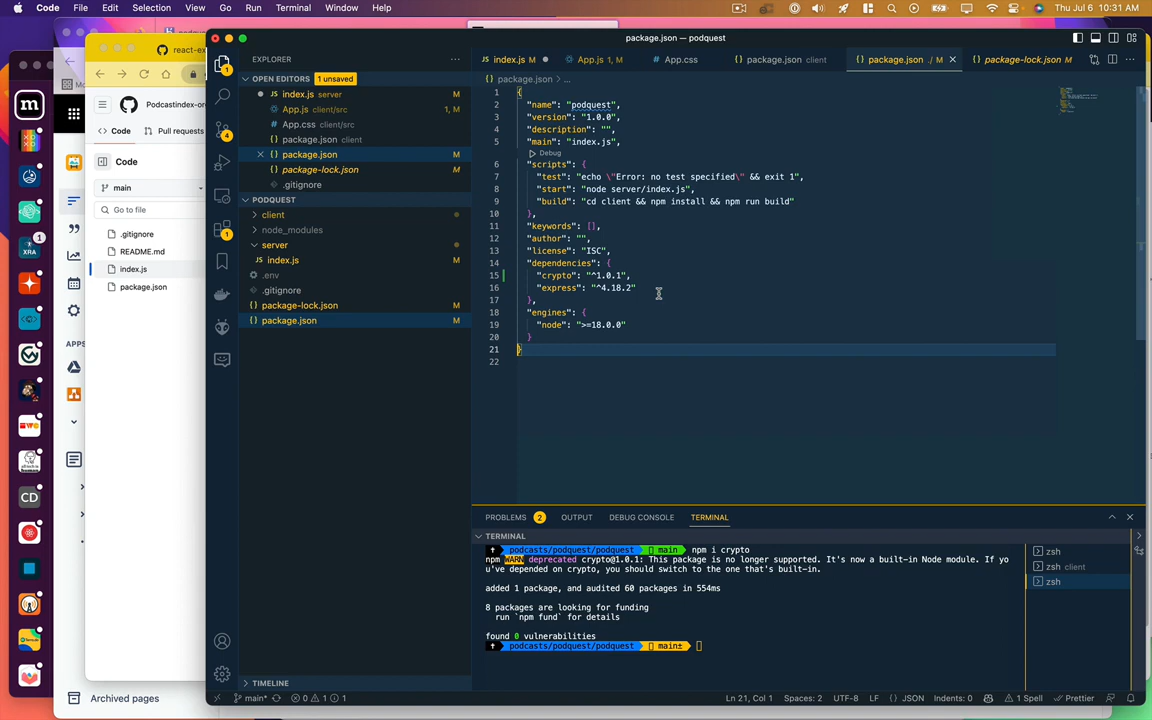 Code File Edit Selection View Go Run Terminal Window Help
Thu Jul 6 10:31 AM
react-ex
Podcastindex-or
Code Pull requests
Code
main
Go to file
.gitignore
README.md
index.js
package.json
APPS
CD
Archived pages
package.json — podquest
EXPLORER
OPEN EDITORS 1 unsaved
index.js server M
App.js client/src 1, M
App.css client/src
package.json client
package.json . M
package-lock.json M
.gitignore
PODQUEST
client
node_modules
server
index.js M
.env
.gitignore
package-lock.json M
package.json M
TIMELINE
index.js M
App.js 1, M
App.css
package.json client
package.json ./ M
package-lock.json M
package.json > ...
1 {
2 "name": "podquest",
3 "version": "1.0.0",
4 "description": "",
5 "main": "index.js",
Debug
6 "scripts": {
7 "test": "echo \"Error: no test specified\" && exit 1",
8 "start": "node server/index.js",
9 "build": "cd client && npm install && npm run build"
10 },
11 "keywords": [],
12 "author": "",
13 "license": "ISC",
14 "dependencies": {
15 "crypto": "^1.0.1",
16 "express": "^4.18.2"
17 },
18 "engines": {
19 "node": ">=18.0.0"
20 }
21 }
22
PROBLEMS 2 OUTPUT DEBUG CONSOLE TERMINAL
TERMINAL
podcasts/podquest/podquest main npm i crypto
npm WARN deprecated crypto@1.0.1: This package is no longer supported. It's now a built-in Node module. If yo
u've depended on crypto, you should switch to the one that's built-in.
added 1 package, and audited 60 packages in 554ms
8 packages are looking for funding
run `npm fund` for details
found 0 vulnerabilities
podcasts/podquest/podquest main±
zsh
zsh client
zsh
main* 0 1 1
Ln 21, Col 1 Spaces: 2 UTF-8 LF {} JSON Indents: 0 1 Spell Prettier